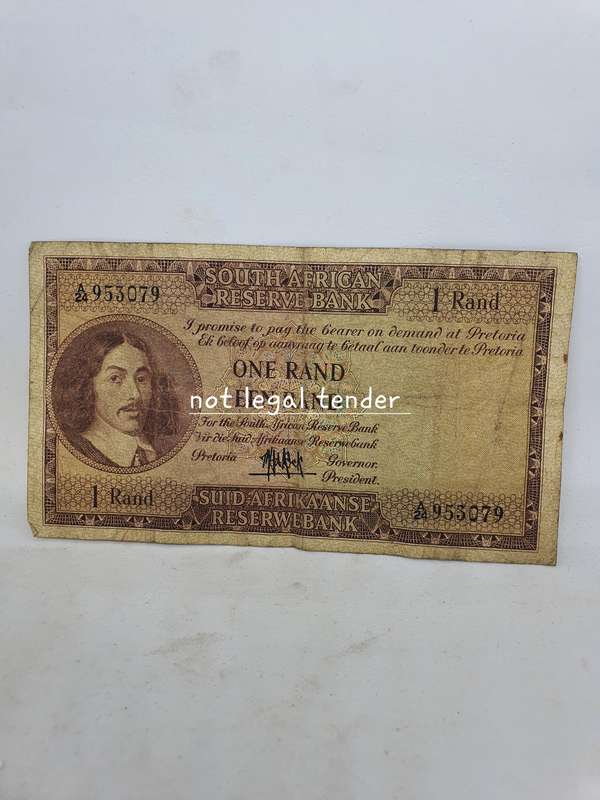 SOUTH AFRICAN
RESERVE BANK
A/24 953079
1 Rand
I promise to pay the bearer on demand at Pretoria
Ek beloof op aanvraag te betaal aan toonder te Pretoria
ONE RAND
not legal tender
For the South African Reserve Bank
Vir die Suid-Afrikaanse Reserwebank
Pretoria
Governor.
President.
1 Rand
SUID-AFRIKAANSE
RESERWEBANK
A/24 953079